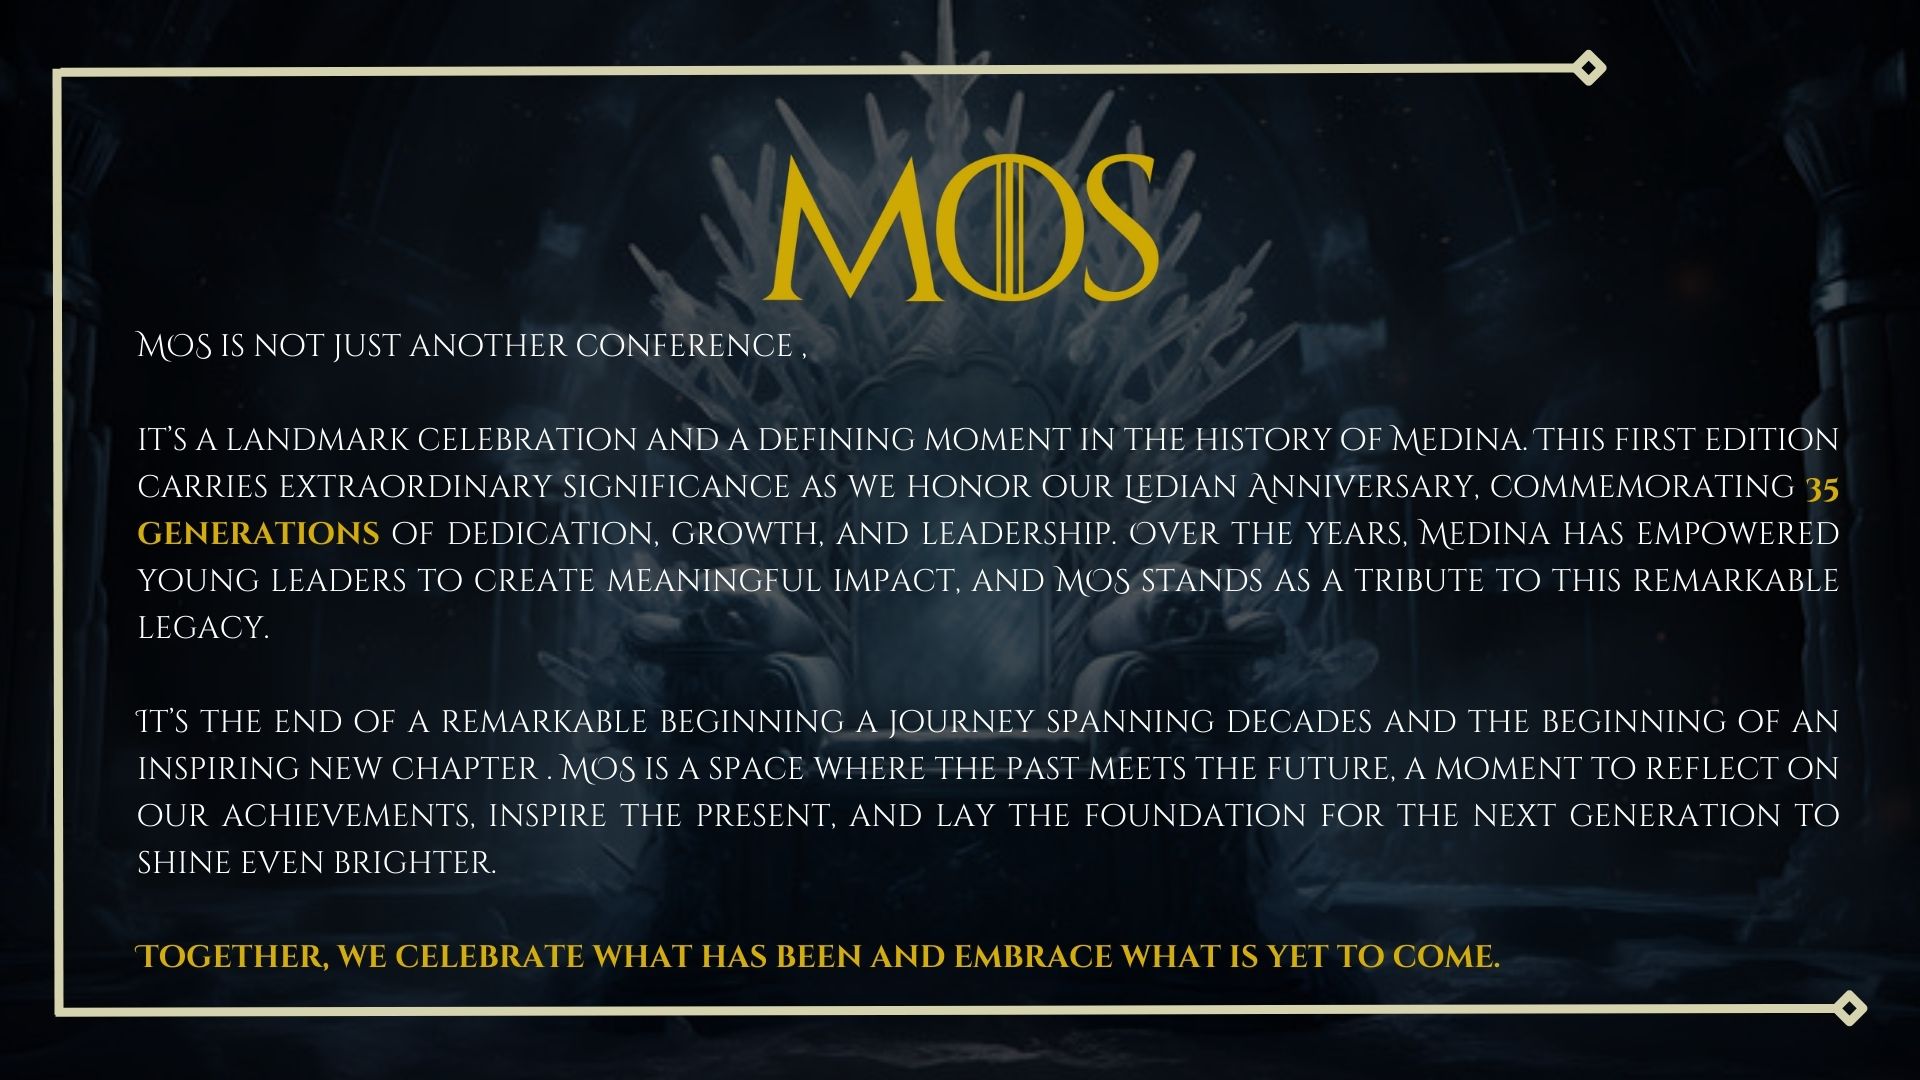 MOS
MOS is not just another conference ,
it's a landmark celebration and a defining moment in the history of Medina. This first edition
carries extraordinary significance as we honor our Ledian Anniversary, commemorating 35
generations of dedication, growth, and leadership. Over the years, Medina has empowered
young leaders to create meaningful impact, and MOS stands as a tribute to this remarkable
legacy.
It's the end of a remarkable beginning a journey spanning decades and the beginning of an
inspiring new chapter . MOS is a space where the past meets the future, a moment to reflect on
our achievements, inspire the present, and lay the foundation for the next generation to
shine even brighter.
Together, we celebrate what has been and embrace what is yet to come.